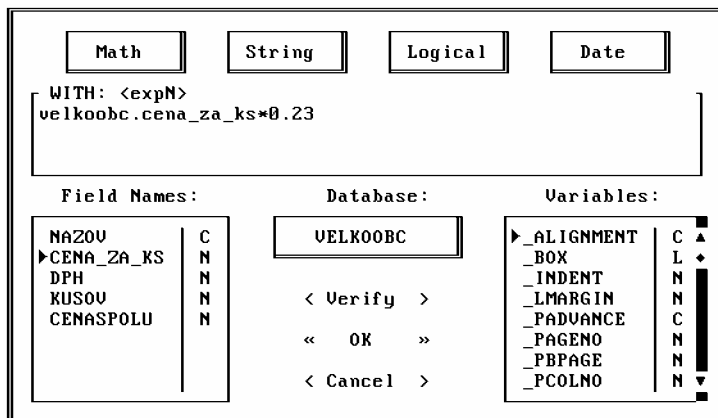 Math String Logical Date
WITH: <expN>
velkoobc.cena_za_ks*0.23
Field Names: Database: Variables:
NAZOV C
CENA_ZA_KS N
DPH N
KUSOV N
CENASPOLU N
VELKOOBC
< Verify >
« OK »
< Cancel >
_ALIGNMENT C
_BOX L
_INDENT N
_LMARGIN N
_PADVANCE C
_PAGENO N
_PBPAGE N
_PCOLNO N